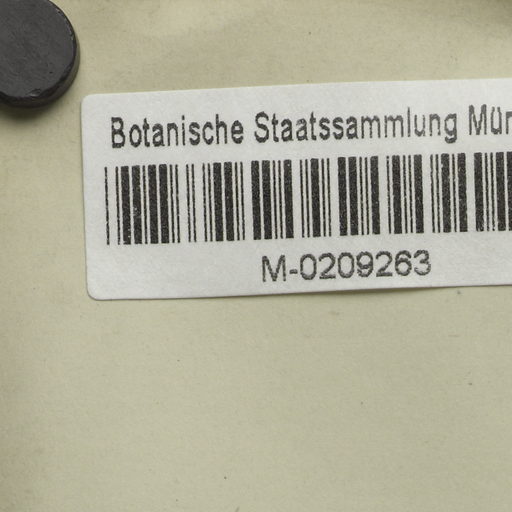 Botanische Staatssammlung Mün
M-0209263